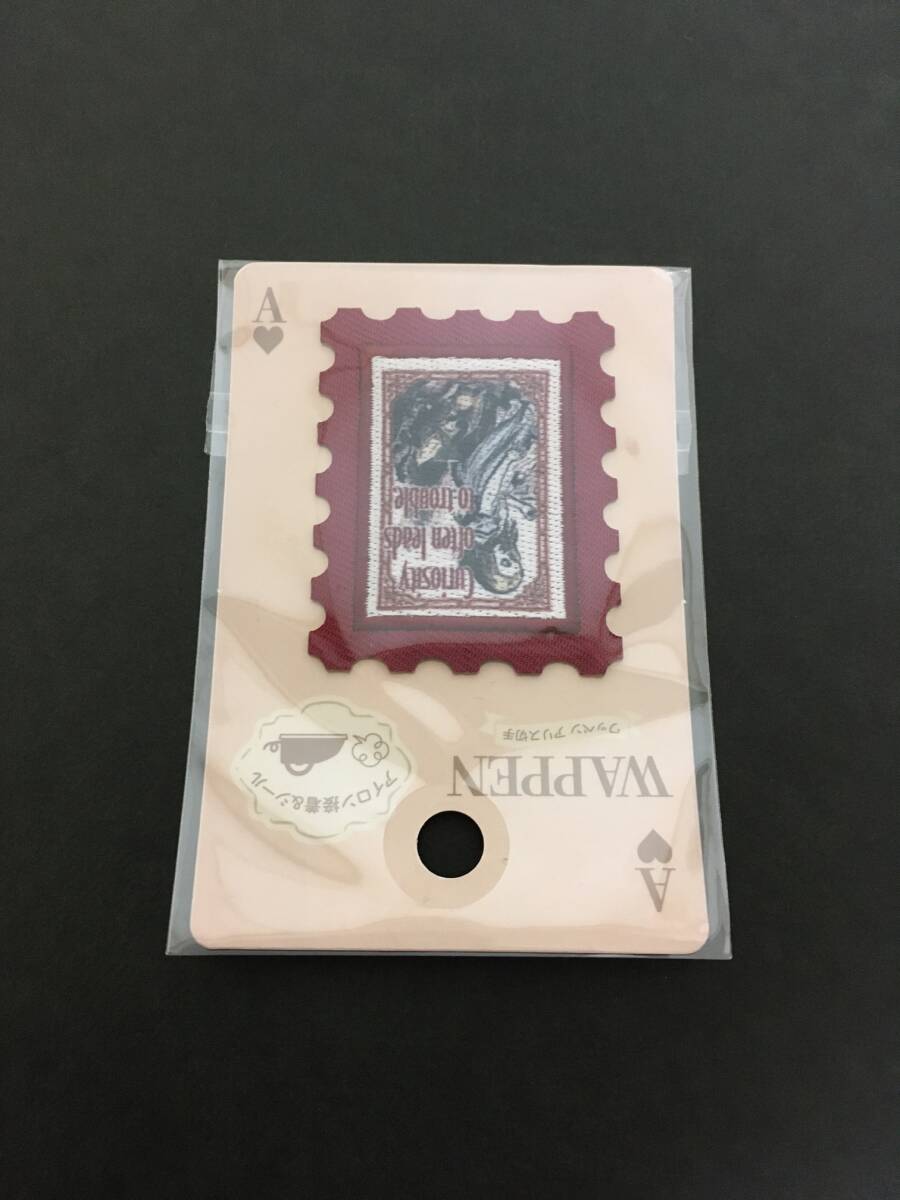 A
アイロン接着&シール
WAPPEN
ワッペン アリス切手
Curiosity
often leads
to trouble!
A